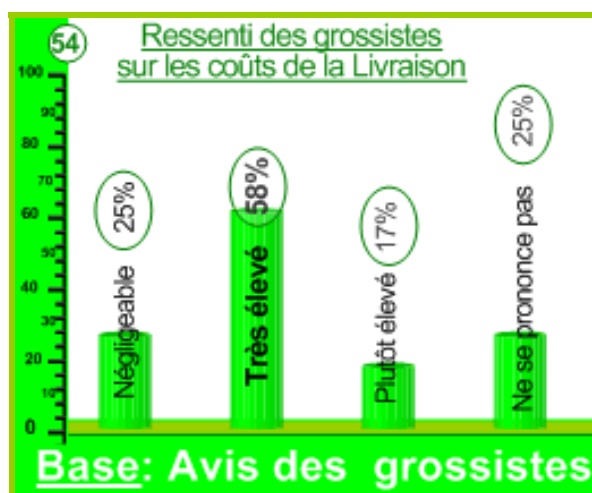 54
Ressenti des grossistes
sur les coûts de la Livraison
100
90
80
70
60
50
40
30
20
10
0
Négligeable 25%
Très élevé 58%
Plutôt élevé 17%
Ne se prononce pas 25%
Base: Avis des grossistes